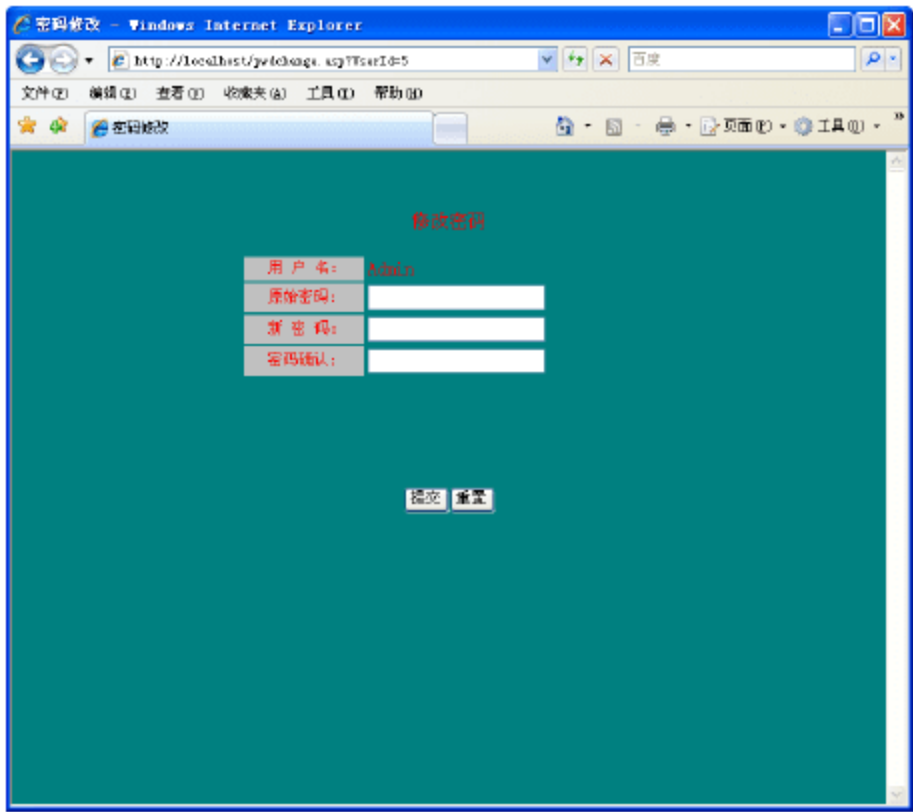 密码修改 - Windows Internet Explorer
http://localhost/pwdchange.asp?UserId=5
百度
文件(F) 编辑(E) 查看(V) 收藏夹(A) 工具(T) 帮助(H)
密码修改
页面(P) 工具(O) »
修改密码
用 户 名: Admin
原始密码:
新 密 码:
密码确认:
提交 重置